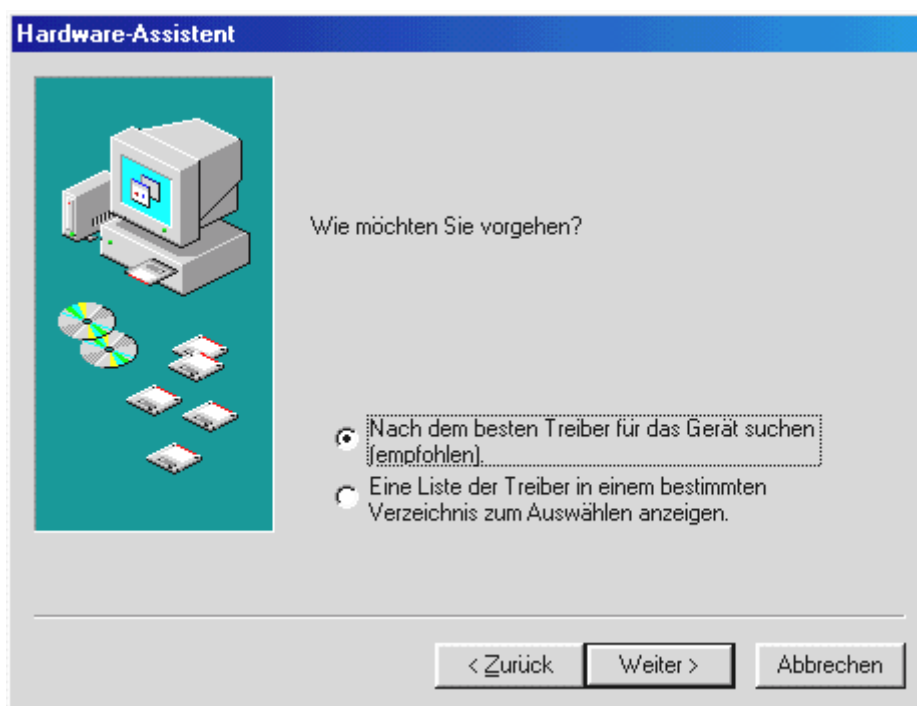 Hardware-Assistent
Wie möchten Sie vorgehen?
Nach dem besten Treiber für das Gerät suchen
(empfohlen).
Eine Liste der Treiber in einem bestimmten
Verzeichnis zum Auswählen anzeigen.
< Zurück Weiter > Abbrechen